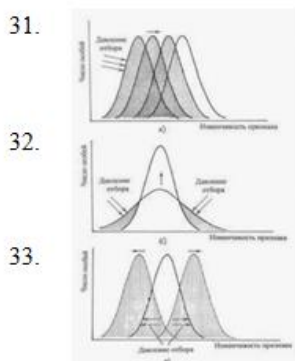 31.
Число особей
Давление
отбора
Изменчивость признака
а)
32.
Число особей
Давление
отбора
Давление
отбора
Изменчивость признака
33.
Число особей
Изменчивость признака
Давление отбора